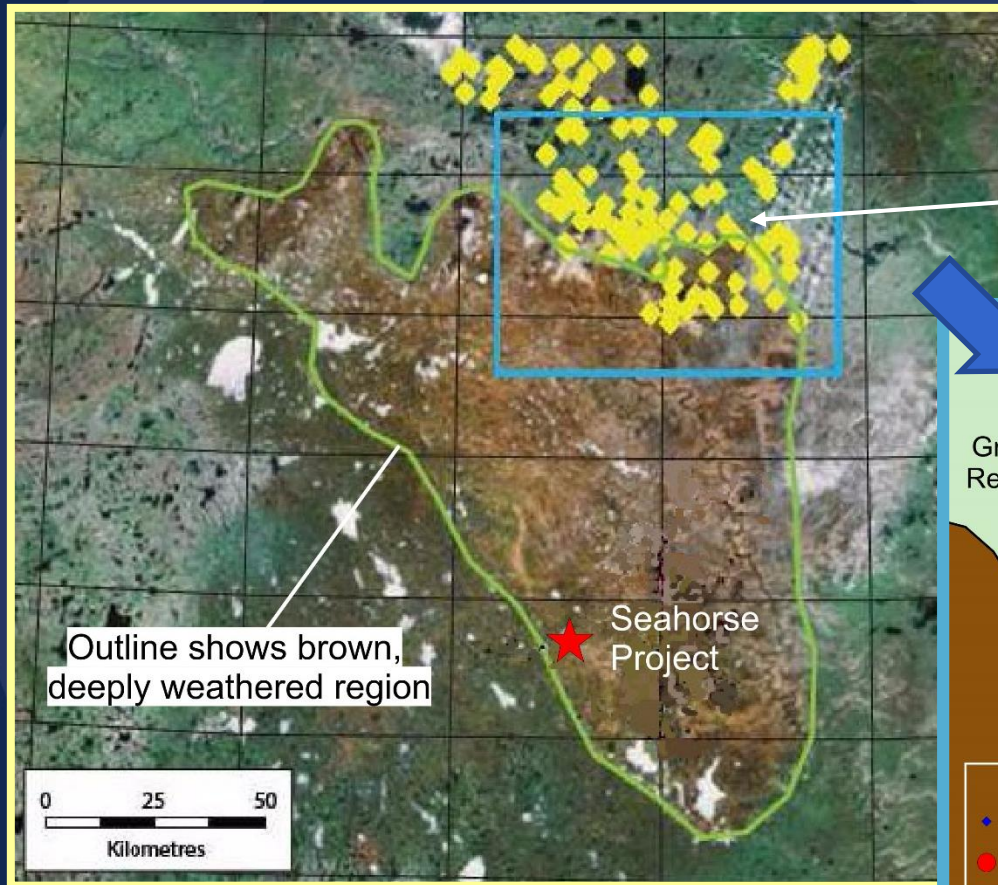 Seahorse
Project
Outline shows brown,
deeply weathered region
0 25 50
Kilometres